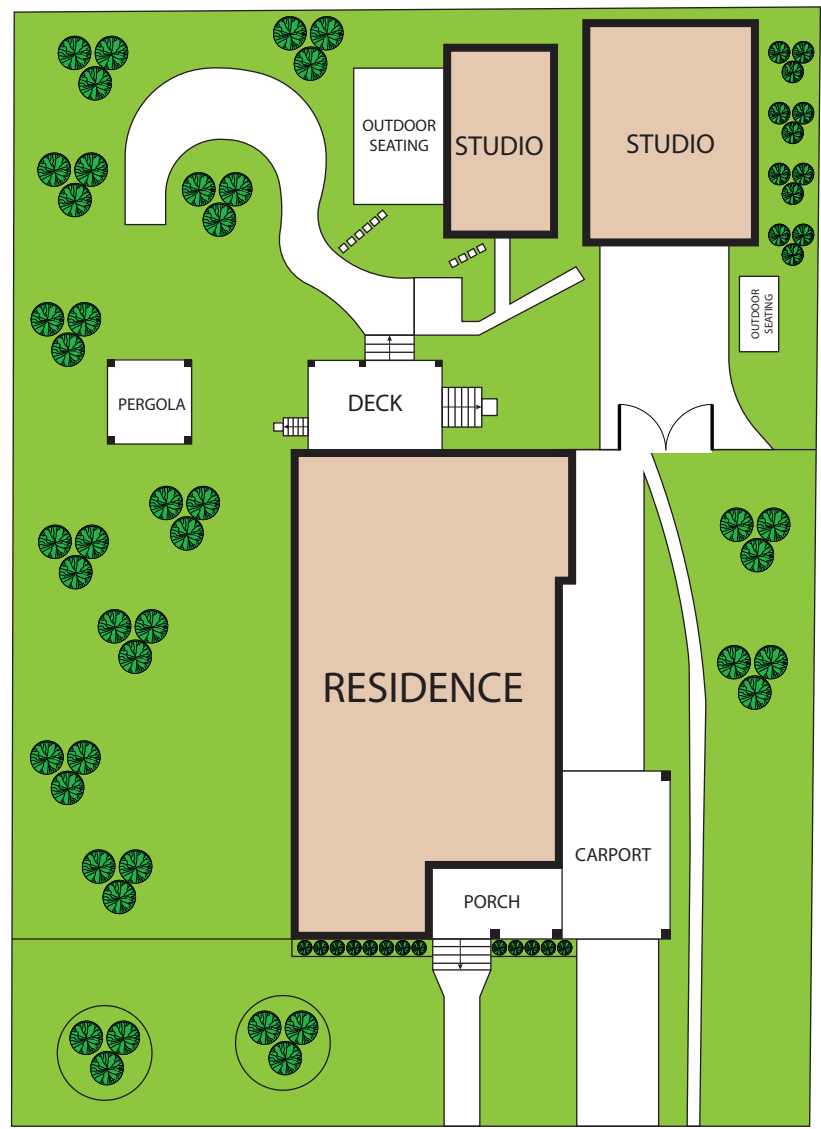 OUTDOOR
SEATING
STUDIO
STUDIO
OUTDOOR
SEATING
PERGOLA
DECK
RESIDENCE
CARPORT
PORCH